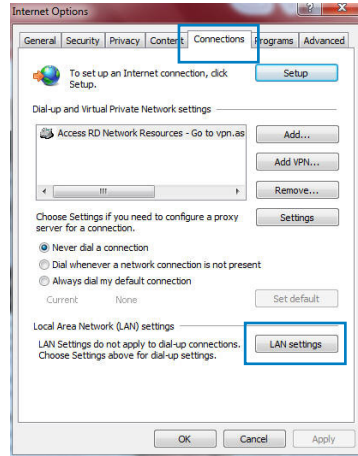 Internet Options
General Security Privacy Content Connections Programs Advanced
To set up an Internet connection, click
Setup.
Setup
Dial-up and Virtual Private Network settings
Access RD Network Resources - Go to vpn.as
Add...
Add VPN...
Remove...
Choose Settings if you need to configure a proxy
server for a connection.
Settings
Never dial a connection
Dial whenever a network connection is not present
Always dial my default connection
Current None
Set default
Local Area Network (LAN) settings
LAN Settings do not apply to dial-up connections.
Choose Settings above for dial-up settings.
LAN settings
OK Cancel Apply